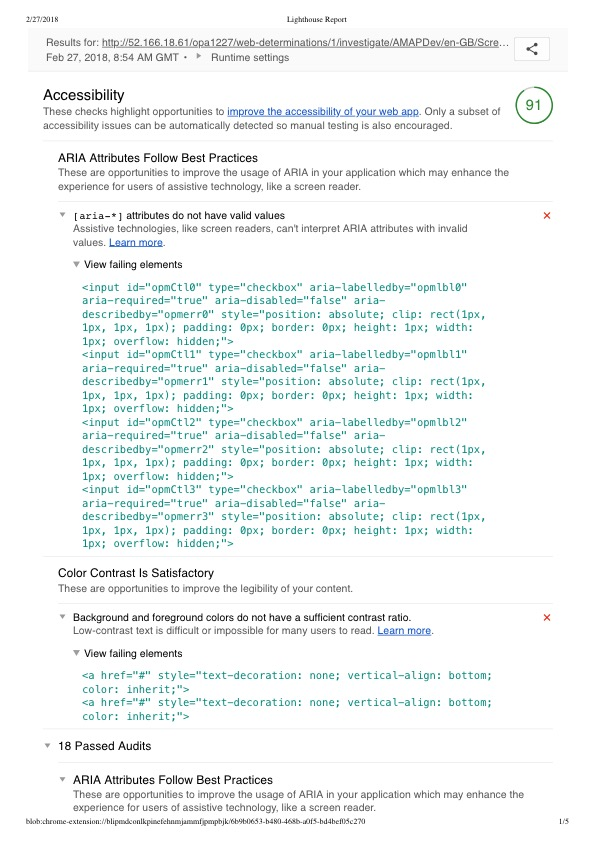 2/27/2018 Lighthouse Report
Results for: http://52.166.18.61/opa1227/web-determinations/1/investigate/AMAPDev/en-GB/Scre…
Feb 27, 2018, 8:54 AM GMT • Runtime settings
Accessibility
These checks highlight opportunities to improve the accessibility of your web app. Only a subset of
accessibility issues can be automatically detected so manual testing is also encouraged.
91
ARIA Attributes Follow Best Practices
These are opportunities to improve the usage of ARIA in your application which may enhance the
experience for users of assistive technology, like a screen reader.
[aria-*] attributes do not have valid values
Assistive technologies, like screen readers, can't interpret ARIA attributes with invalid
values. Learn more.
View failing elements
<input id="opmCtl0" type="checkbox" aria-labelledby="opmlbl0"
aria-required="true" aria-disabled="false" aria-
describedby="opmerr0" style="position: absolute; clip: rect(1px,
1px, 1px, 1px); padding: 0px; border: 0px; height: 1px; width:
1px; overflow: hidden;">
<input id="opmCtl1" type="checkbox" aria-labelledby="opmlbl1"
aria-required="true" aria-disabled="false" aria-
describedby="opmerr1" style="position: absolute; clip: rect(1px,
1px, 1px, 1px); padding: 0px; border: 0px; height: 1px; width:
1px; overflow: hidden;">
<input id="opmCtl2" type="checkbox" aria-labelledby="opmlbl2"
aria-required="true" aria-disabled="false" aria-
describedby="opmerr2" style="position: absolute; clip: rect(1px,
1px, 1px, 1px); padding: 0px; border: 0px; height: 1px; width:
1px; overflow: hidden;">
<input id="opmCtl3" type="checkbox" aria-labelledby="opmlbl3"
aria-required="true" aria-disabled="false" aria-
describedby="opmerr3" style="position: absolute; clip: rect(1px,
1px, 1px, 1px); padding: 0px; border: 0px; height: 1px; width:
1px; overflow: hidden;">
Color Contrast Is Satisfactory
These are opportunities to improve the legibility of your content.
Background and foreground colors do not have a sufficient contrast ratio.
Low-contrast text is difficult or impossible for many users to read. Learn more.
View failing elements
<a href="#" style="text-decoration: none; vertical-align: bottom;
color: inherit;">
<a href="#" style="text-decoration: none; vertical-align: bottom;
color: inherit;">
18 Passed Audits
ARIA Attributes Follow Best Practices
These are opportunities to improve the usage of ARIA in your application which may enhance the
experience for users of assistive technology, like a screen reader.
blob:chrome-extension://blipmdconlkpinefehnmjammfjpmpbjk/6b9b0653-b480-468b-a0f5-bd4bef05c270 1/5